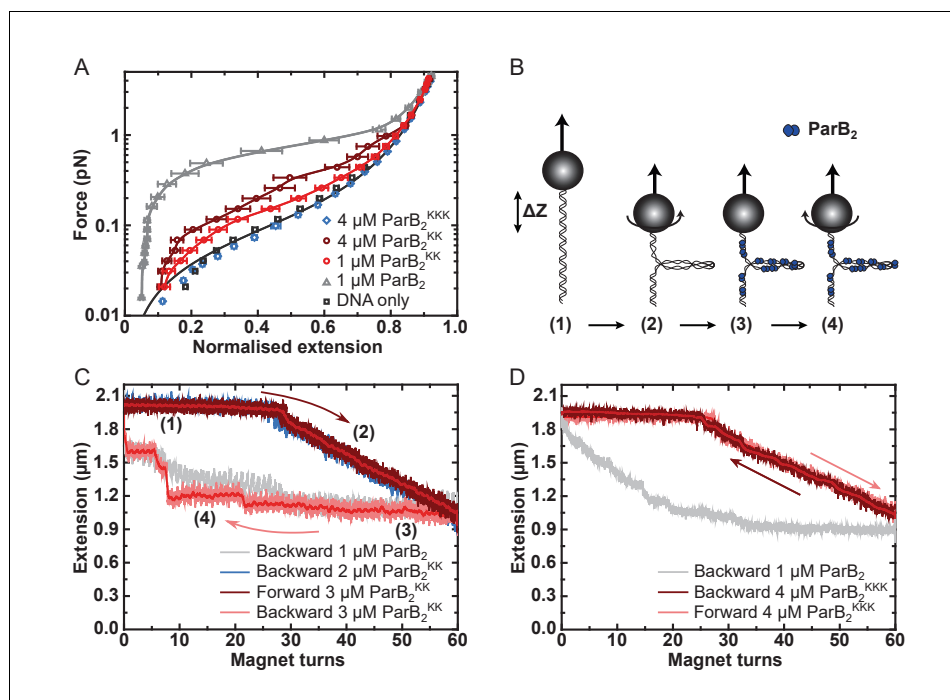 A
Force (pN)
10
1
0.1
0.01
0.0 0.2 0.4 0.6 0.8 1.0
Normalised extension
4 µM ParB₂ᴷᴷᴷ
4 µM ParB₂ᴷᴷ
1 µM ParB₂ᴷᴷ
1 µM ParB₂
DNA only
B
ParB₂
ΔZ
(1) (2) (3) (4)
C
Extension (µm)
2.1
1.8
1.5
1.2
0.9
0.6
0.3
0.0
0 10 20 30 40 50 60
Magnet turns
(1)
(2)
(4)
(3)
Backward 1 µM ParB₂
Backward 2 µM ParB₂ᴷᴷ
Forward 3 µM ParB₂ᴷᴷ
Backward 3 µM ParB₂ᴷᴷ
D
Extension (µm)
2.1
1.8
1.5
1.2
0.9
0.6
0.3
0.0
0 10 20 30 40 50 60
Magnet turns
Backward 1 µM ParB₂
Backward 4 µM ParB₂ᴷᴷᴷ
Forward 4 µM ParB₂ᴷᴷᴷ